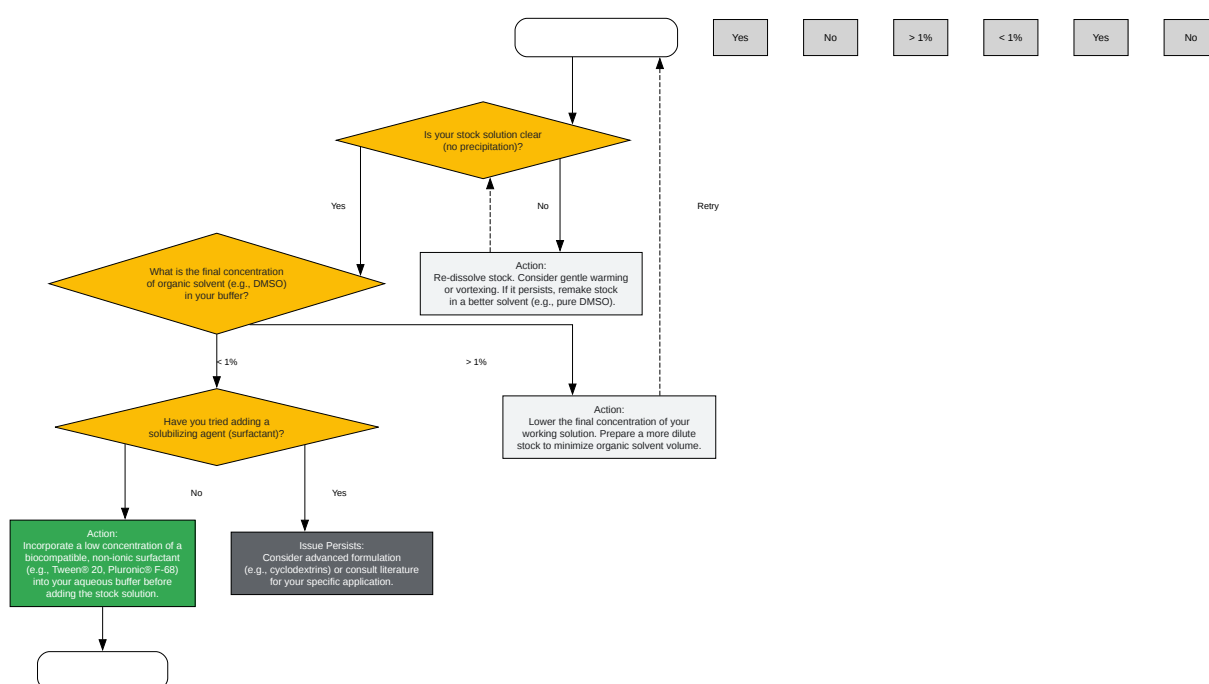 Yes
No
> 1%
< 1%
Yes
No
Is your stock solution clear
(no precipitation)?
Yes
No
Retry
What is the final concentration
of organic solvent (e.g., DMSO)
in your buffer?
Action:
Re-dissolve stock. Consider gentle warming
or vortexing. If it persists, remake stock
in a better solvent (e.g., pure DMSO).
< 1%
> 1%
Have you tried adding a
solubilizing agent (surfactant)?
Action:
Lower the final concentration of your
working solution. Prepare a more dilute
stock to minimize organic solvent volume.
No
Yes
Action:
Incorporate a low concentration of a
biocompatible, non-ionic surfactant
(e.g., Tween® 20, Pluronic® F-68)
into your aqueous buffer before
adding the stock solution.
Issue Persists:
Consider advanced formulation
(e.g., cyclodextrins) or consult literature
for your specific application.